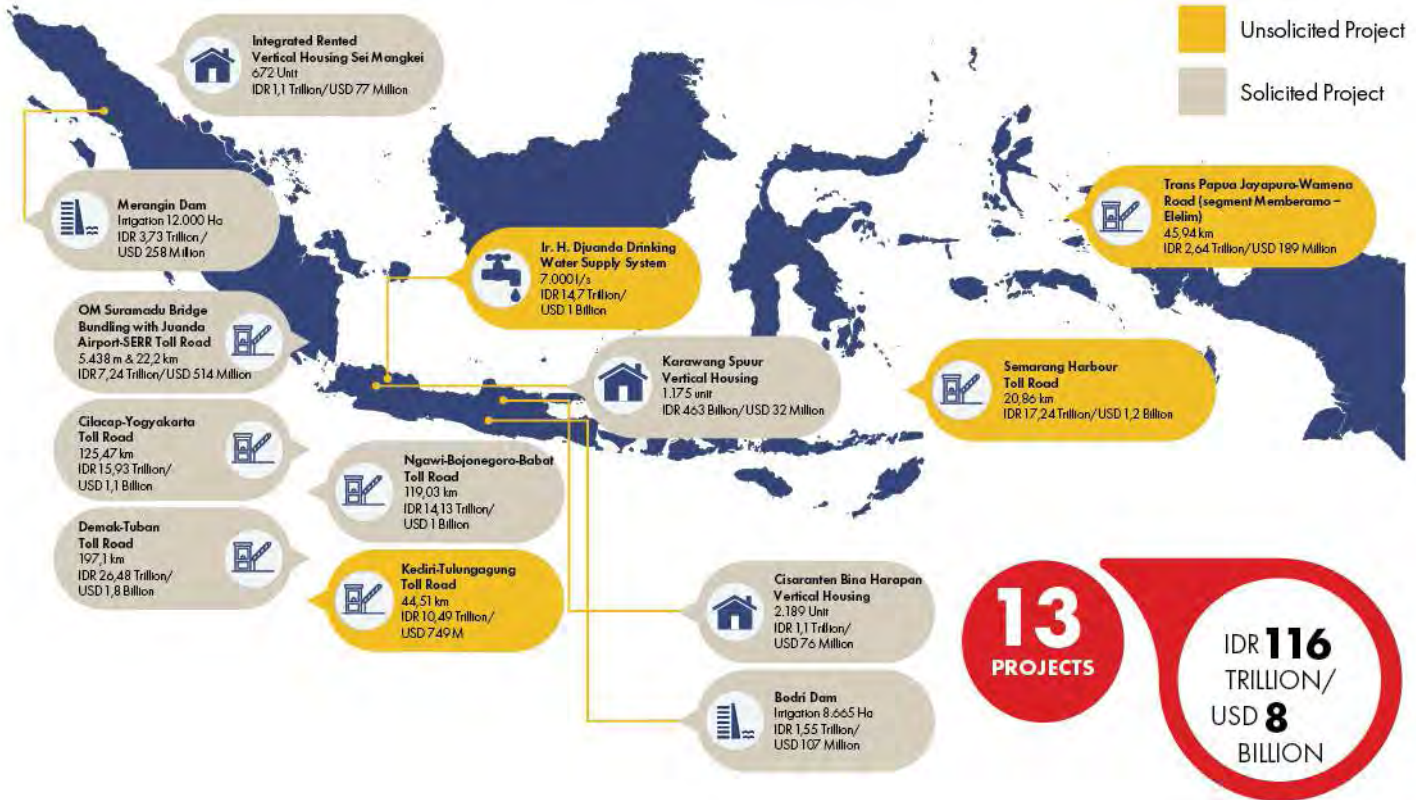 Unsolicited Project
Solicited Project
Integrated Rented
Vertical Housing Sei Mangkei
672 Unit
IDR 1,1 Trillion/USD 77 Million
Merangin Dam
Irrigation 12.000 Ha
IDR 3,73 Trillion/
USD 258 Million
Ir. H. Djuanda Drinking
Water Supply System
7.000 l/s
IDR 14,7 Trillion/
USD 1 Billion
Trans Papua Jayapura-Wamena
Road (segment Memberamo –
Elelim)
45,94 km
IDR 2,64 Trillion/USD 189 Million
OM Suramadu Bridge
Bundling with Juanda
Airport-SERR Toll Road
5.438 m & 22,2 km
IDR 7,24 Trillion/USD 514 Million
Karawang Spuur
Vertical Housing
1.175 unit
IDR 463 Billion/USD 32 Million
Semarang Harbour
Toll Road
20,86 km
IDR 17,24 Trillion/USD 1,2 Billion
Cilacap-Yogyakarta
Toll Road
125,47 km
IDR 15,93 Trillion/
USD 1,1 Billion
Ngawi-Bojonegoro-Babat
Toll Road
119,03 km
IDR 14,13 Trillion/
USD 1 Billion
Demak-Tuban
Toll Road
197,1 km
IDR 26,48 Trillion/
USD 1,8 Billion
Kediri-Tulungagung
Toll Road
44,51 km
IDR 10,49 Trillion/
USD 749 M
Cisaranten Bina Harapan
Vertical Housing
2.189 Unit
IDR 1,1 Trillion/
USD 76 Million
Bodri Dam
Irrigation 8.665 Ha
IDR 1,55 Trillion/
USD 107 Million
13
PROJECTS
IDR 116
TRILLION/
USD 8
BILLION